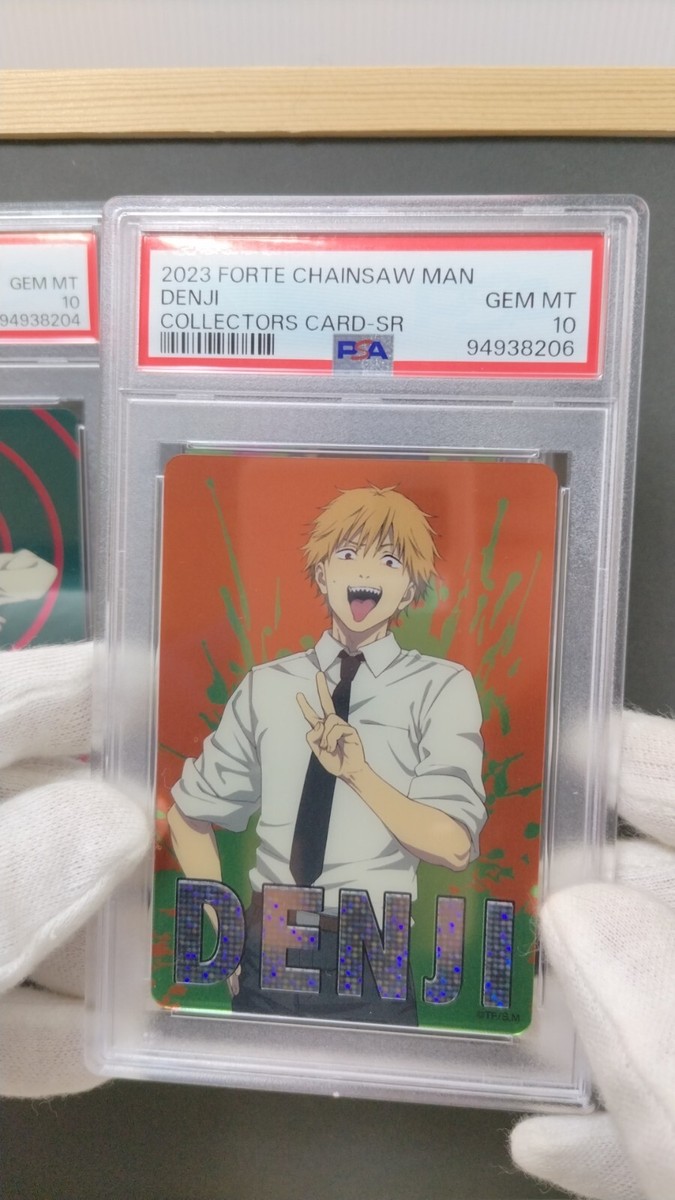 GEM MT
10
94938204
2023 FORTE CHAINSAW MAN
DENJI
GEM MT
COLLECTORS CARD-SR
10
PSA
94938206
DENJI
©TF/S,M